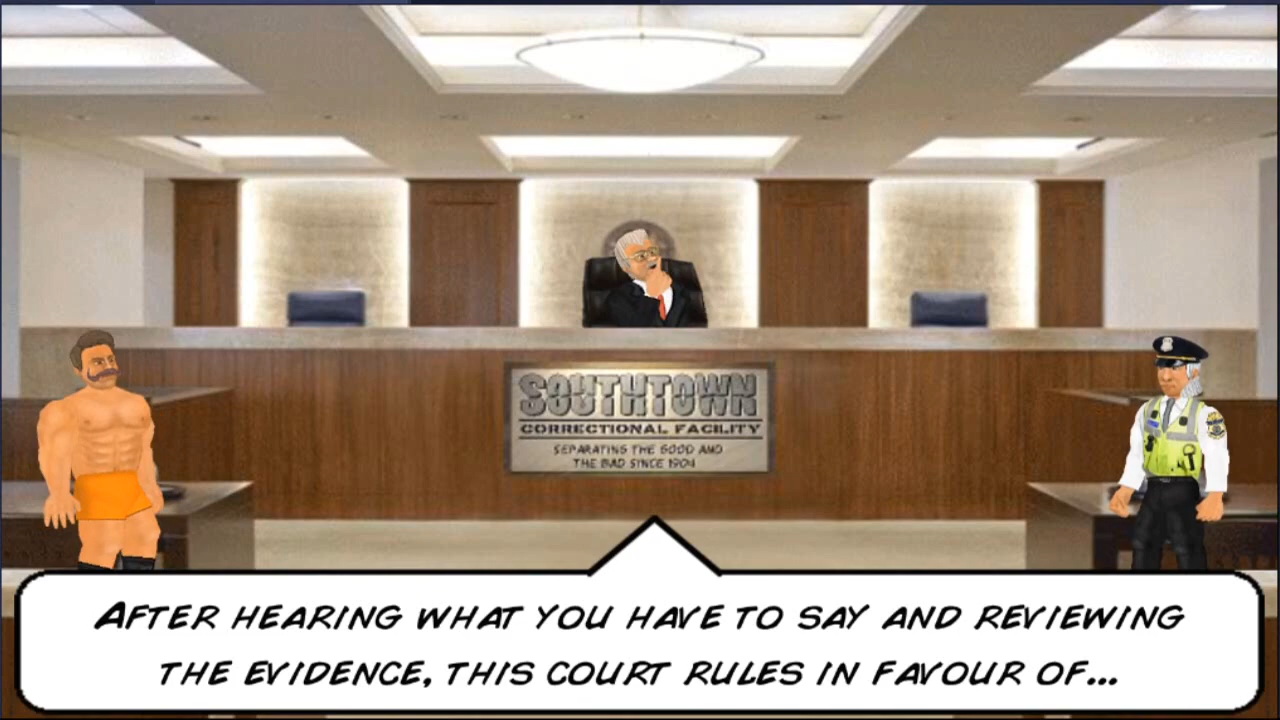 SOUTHTOWN
CORRECTIONAL FACILITY
SEPARATING THE GOOD AND
THE BAD SINCE 1904
AFTER HEARING WHAT YOU HAVE TO SAY AND REVIEWING
THE EVIDENCE, THIS COURT RULES IN FAVOUR OF...